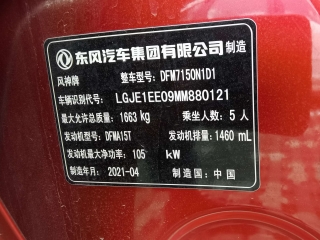 东风汽车集团有限公司 制造
风神牌 整车型号: DFM7150N1D1
车辆识别代号: LGJE1EE09MM880121
最大允许总质量: 1663 kg 乘坐人数: 5 人
发动机型号: DFMA15T 发动机排量: 1460 mL
发动机最大净功率: 105 kW
制造年月: 2021-04 制造国: 中国